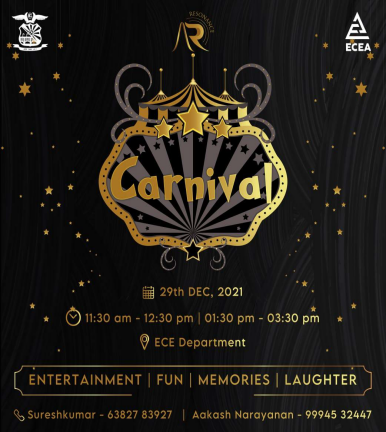 RESONANCE
AR
ECEA
Carnival
29th DEC, 2021
11:30 am - 12:30 pm | 01:30 pm - 03:30 pm
ECE Department
ENTERTAINMENT | FUN | MEMORIES | LAUGHTER
Sureshkumar - 63827 83927 | Aakash Narayanan - 99945 32447